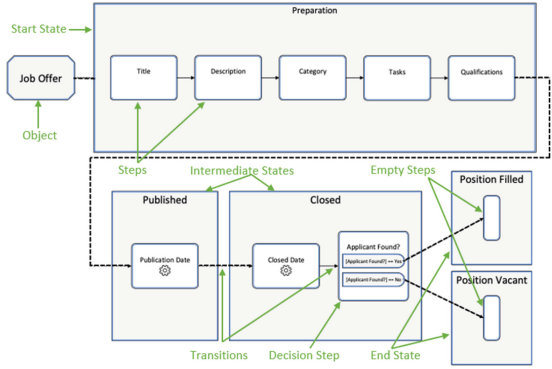 Preparation
Start State
Job Offer
Title
Description
Category
Tasks
Qualifications
Object
Steps
Intermediate States
Empty Steps
Published
Closed
Position Filled
Publication Date
Closed Date
Applicant Found?
[Applicant Found?] == Yes
[Applicant Found?] == No
Position Vacant
Transitions
Decision Step
End State